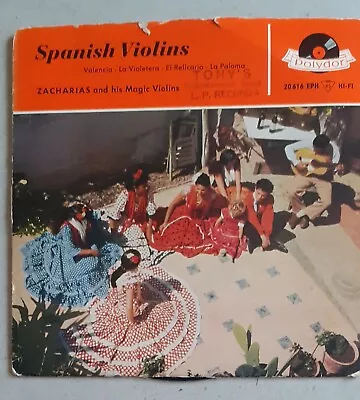 Spanish Violins
Valencia · La Violetera · El Relicario · La Paloma
TONY'S
L. P. RECORDS
ZACHARIAS and his Magic Violins
Polydor
20616 EPH HI-FI